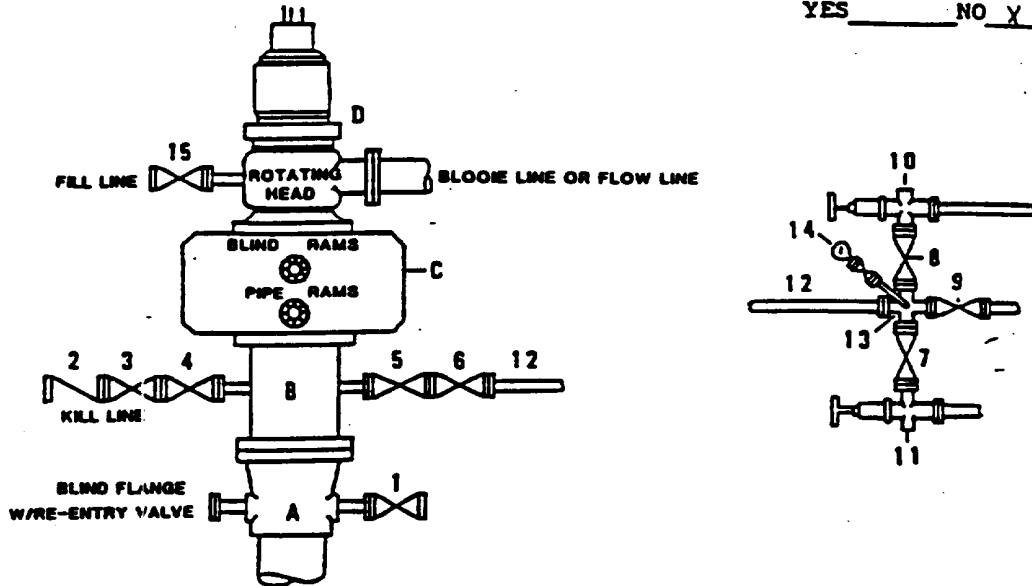 YES NO X
D
15
FILL LINE
ROTATING
HEAD
BLOOIE LINE OR FLOW LINE
BLIND RAMS
C
PIPE RAMS
2 3 4
5 6 12
B
KILL LINE
BLIND FLANGE
W/RE-ENTRY VALVE
A
1
10
14
8
12
9
13
7
11